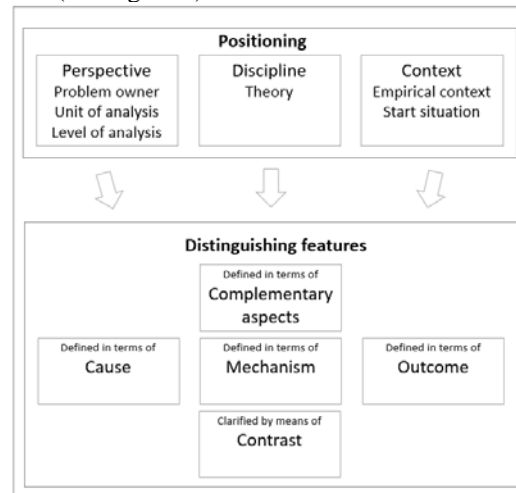 Positioning
Perspective
Problem owner
Unit of analysis
Level of analysis
Discipline
Theory
Context
Empirical context
Start situation
Distinguishing features
Defined in terms of
Complementary
aspects
Defined in terms of
Cause
Defined in terms of
Mechanism
Defined in terms of
Outcome
Clarified by means of
Contrast